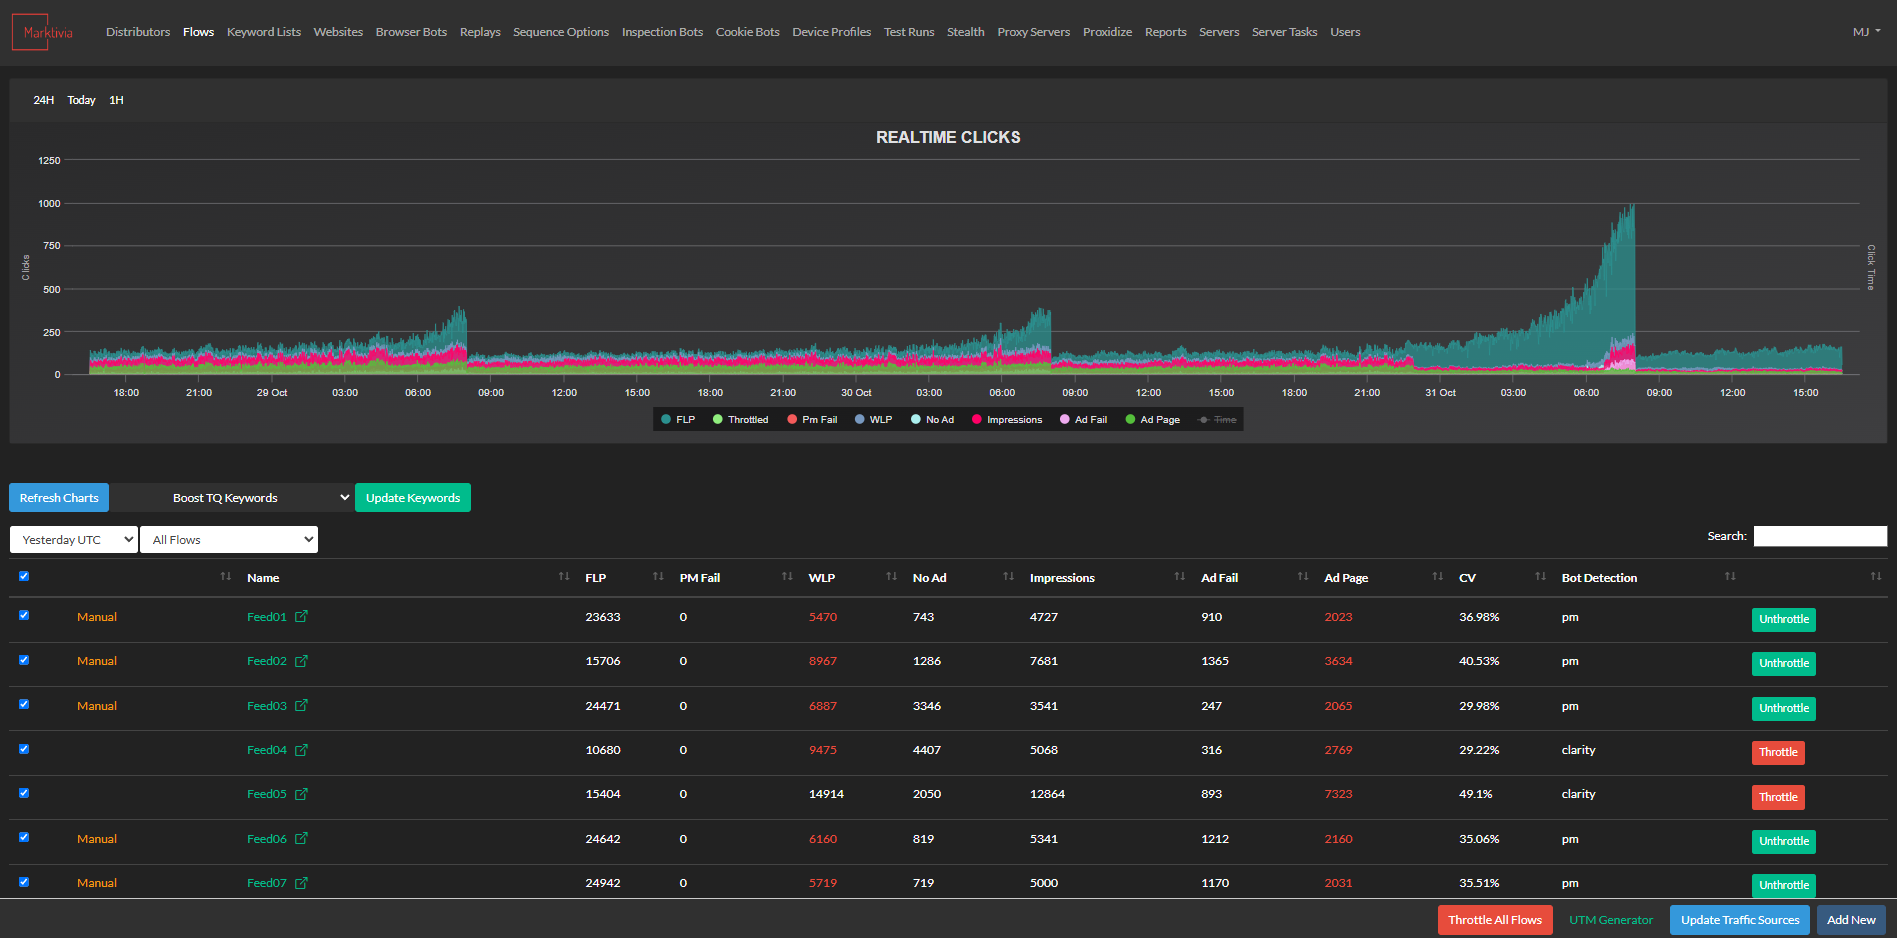 Marktivia
Distributors Flows Keyword Lists Websites Browser Bots Replays Sequence Options Inspection Bots Cookie Bots Device Profiles Test Runs Stealth Proxy Servers Proxidize Reports Servers Server Tasks Users MJ
24H Today 1H
REALTIME CLICKS
1250
1000
750
500
250
0
Clicks
Click Time
18:00 21:00 29 Oct 03:00 06:00 09:00 12:00 15:00 18:00 21:00 30 Oct 03:00 06:00 09:00 12:00 15:00 18:00 21:00 31 Oct 03:00 06:00 09:00 12:00 15:00
FLP Throttled Pm Fail WLP No Ad Impressions Ad Fail Ad Page Time
Refresh Charts Boost TQ Keywords Update Keywords
Yesterday UTC All Flows Search:
Name FLP PM Fail WLP No Ad Impressions Ad Fail Ad Page CV Bot Detection
Manual Feed01 23633 0 5470 743 4727 910 2023 36.98% pm Unthrottle
Manual Feed02 15706 0 8967 1286 7681 1365 3634 40.53% pm Unthrottle
Manual Feed03 24471 0 6887 3346 3541 247 2065 29.98% pm Unthrottle
Manual Feed04 10680 0 9475 4407 5068 316 2769 29.22% clarity Throttle
Feed05 15404 0 14914 2050 12864 893 7323 49.1% clarity Throttle
Manual Feed06 24642 0 6160 819 5341 1212 2160 35.06% pm Unthrottle
Manual Feed07 24942 0 5719 719 5000 1170 2031 35.51% pm Unthrottle
Throttle All Flows UTM Generator Update Traffic Sources Add New